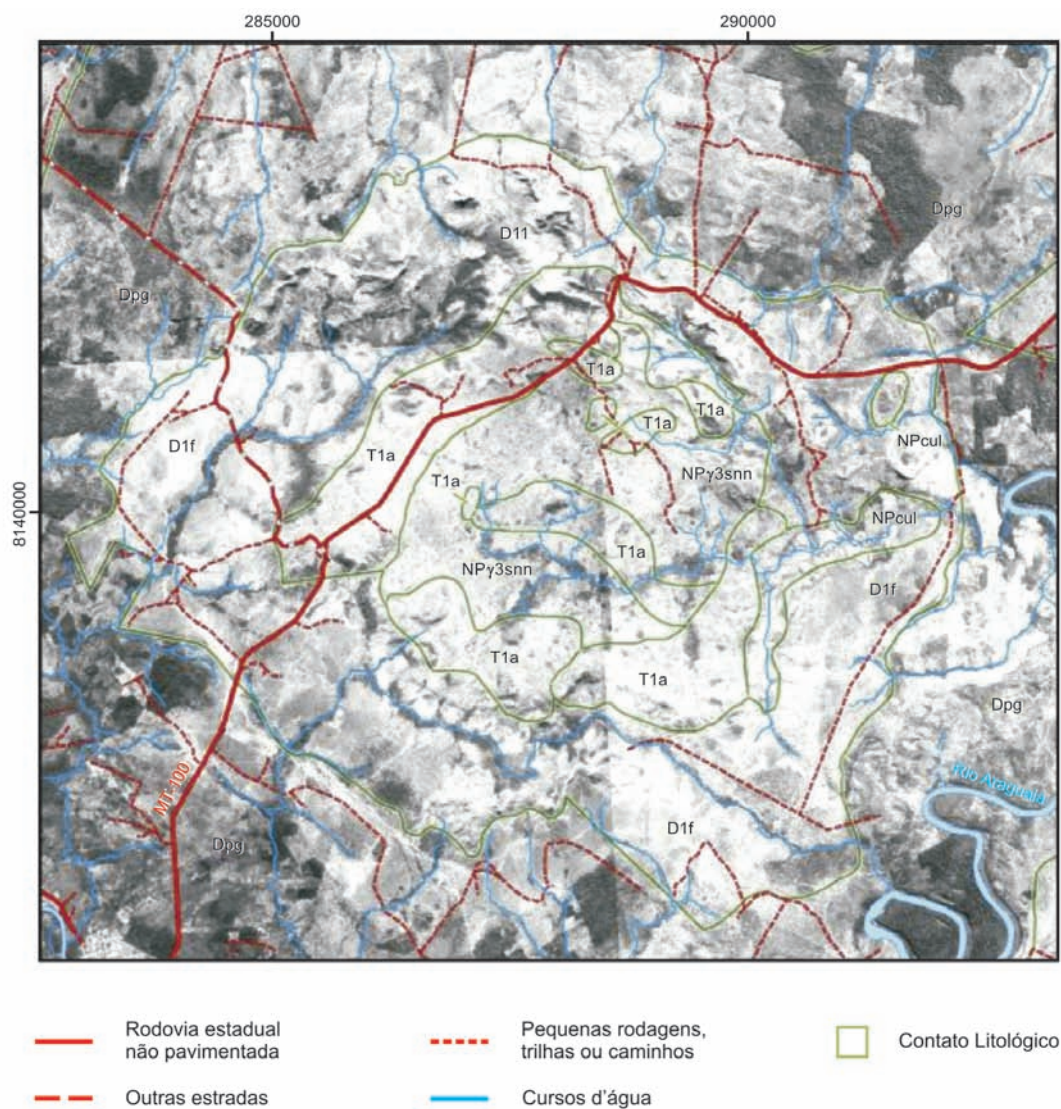 285000
290000
8140000
Dpg
D11
Dpg
T1a
T1a
T1a
D1f
T1a
T1a
NPcul
NPγ3snn
NPcul
T1a
NPγ3snn
D1f
T1a
T1a
Dpg
MT-100
Rio Araguaia
D1f
Dpg
Rodovia estadual
não pavimentada
Pequenas rodagens,
trilhas ou caminhos
Contato Litológico
Outras estradas
Cursos d'água